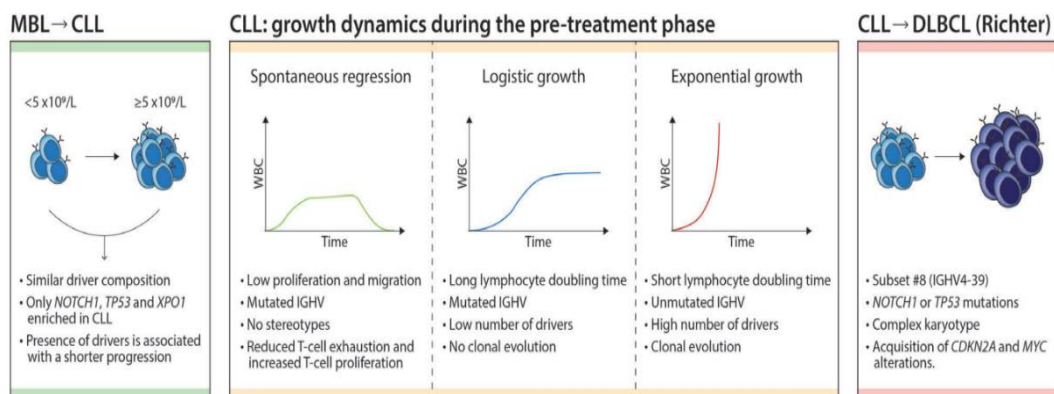 MBL→CLL
<5 x10⁹/L
≥5 x10⁹/L
• Similar driver composition
• Only NOTCH1, TP53 and XPO1
enriched in CLL
• Presence of drivers is associated
with a shorter progression
CLL: growth dynamics during the pre-treatment phase
Spontaneous regression
WBC
Time
• Low proliferation and migration
• Mutated IGHV
• No stereotypes
• Reduced T-cell exhaustion and
increased T-cell proliferation
Logistic growth
WBC
Time
• Long lymphocyte doubling time
• Mutated IGHV
• Low number of drivers
• No clonal evolution
Exponential growth
WBC
Time
• Short lymphocyte doubling time
• Unmutated IGHV
• High number of drivers
• Clonal evolution
CLL→DLBCL (Richter)
• Subset #8 (IGHV4-39)
• NOTCH1 or TP53 mutations
• Complex karyotype
• Acquisition of CDKN2A and MYC
alterations.